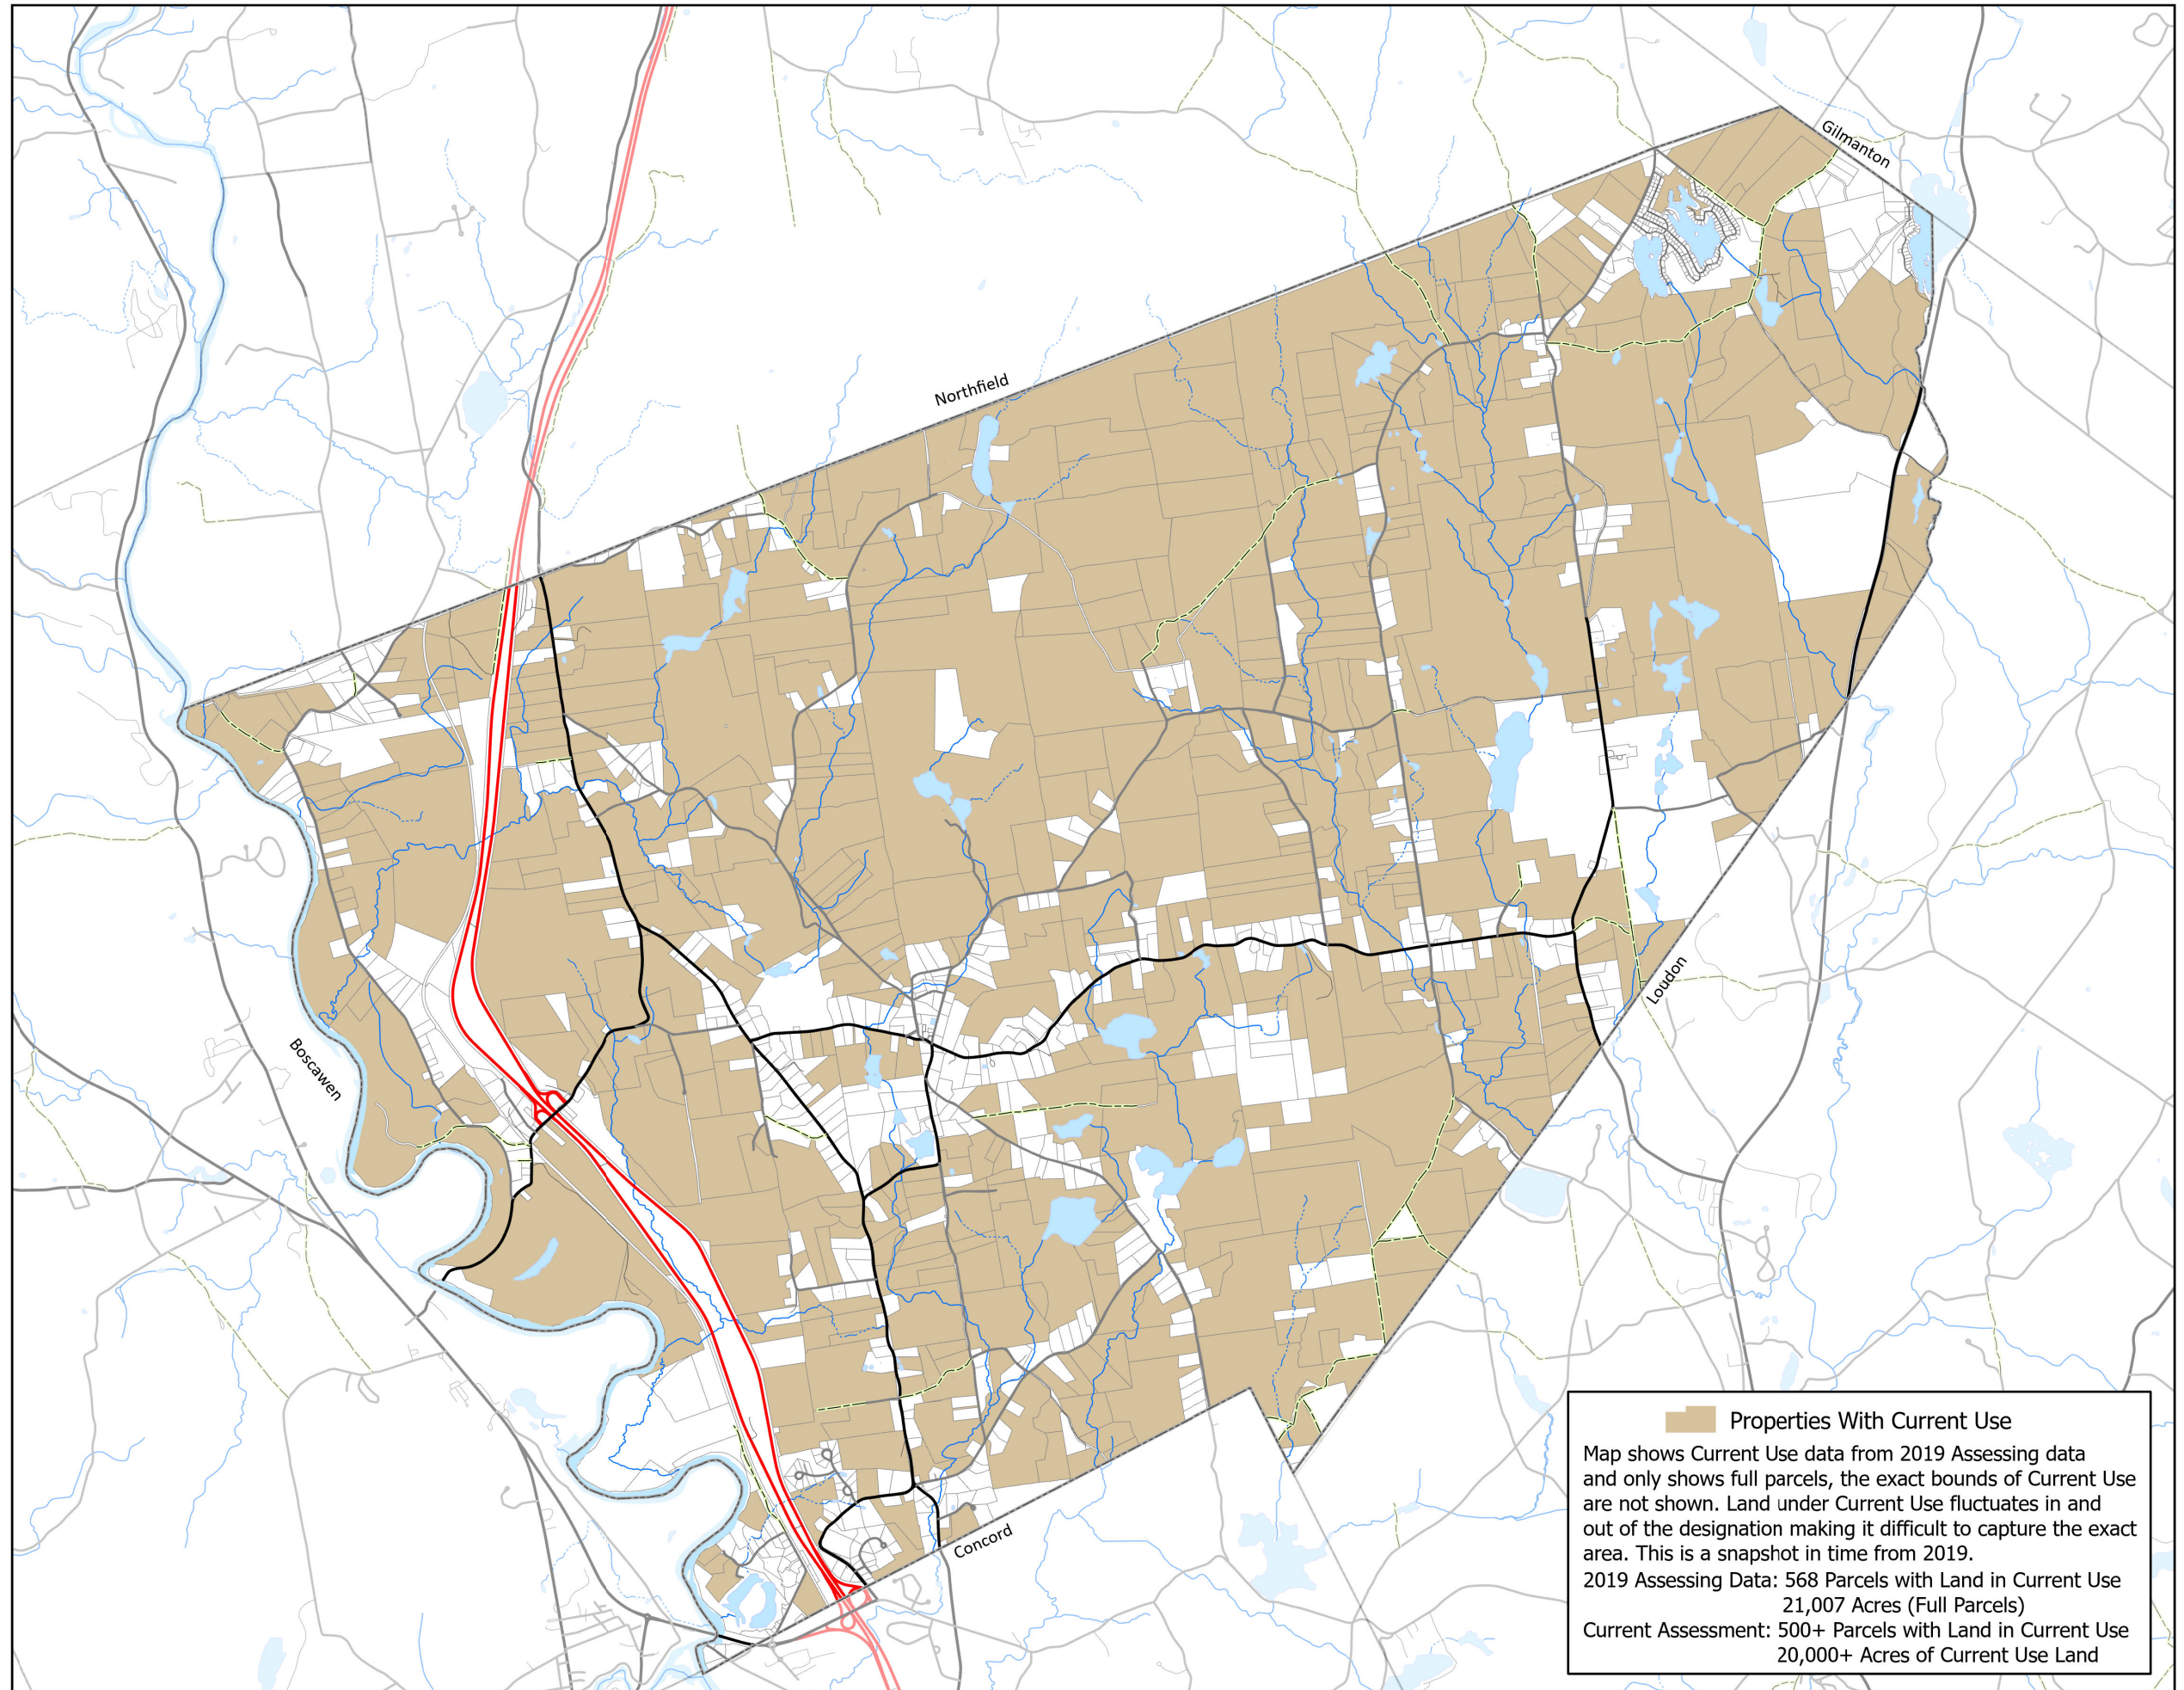 Gilmanton
Northfield
Loudon
Boscawen
Concord
Properties With Current Use
Map shows Current Use data from 2019 Assessing data
and only shows full parcels, the exact bounds of Current Use
are not shown. Land under Current Use fluctuates in and
out of the designation making it difficult to capture the exact
area. This is a snapshot in time from 2019.
2019 Assessing Data: 568 Parcels with Land in Current Use
21,007 Acres (Full Parcels)
Current Assessment: 500+ Parcels with Land in Current Use
20,000+ Acres of Current Use Land